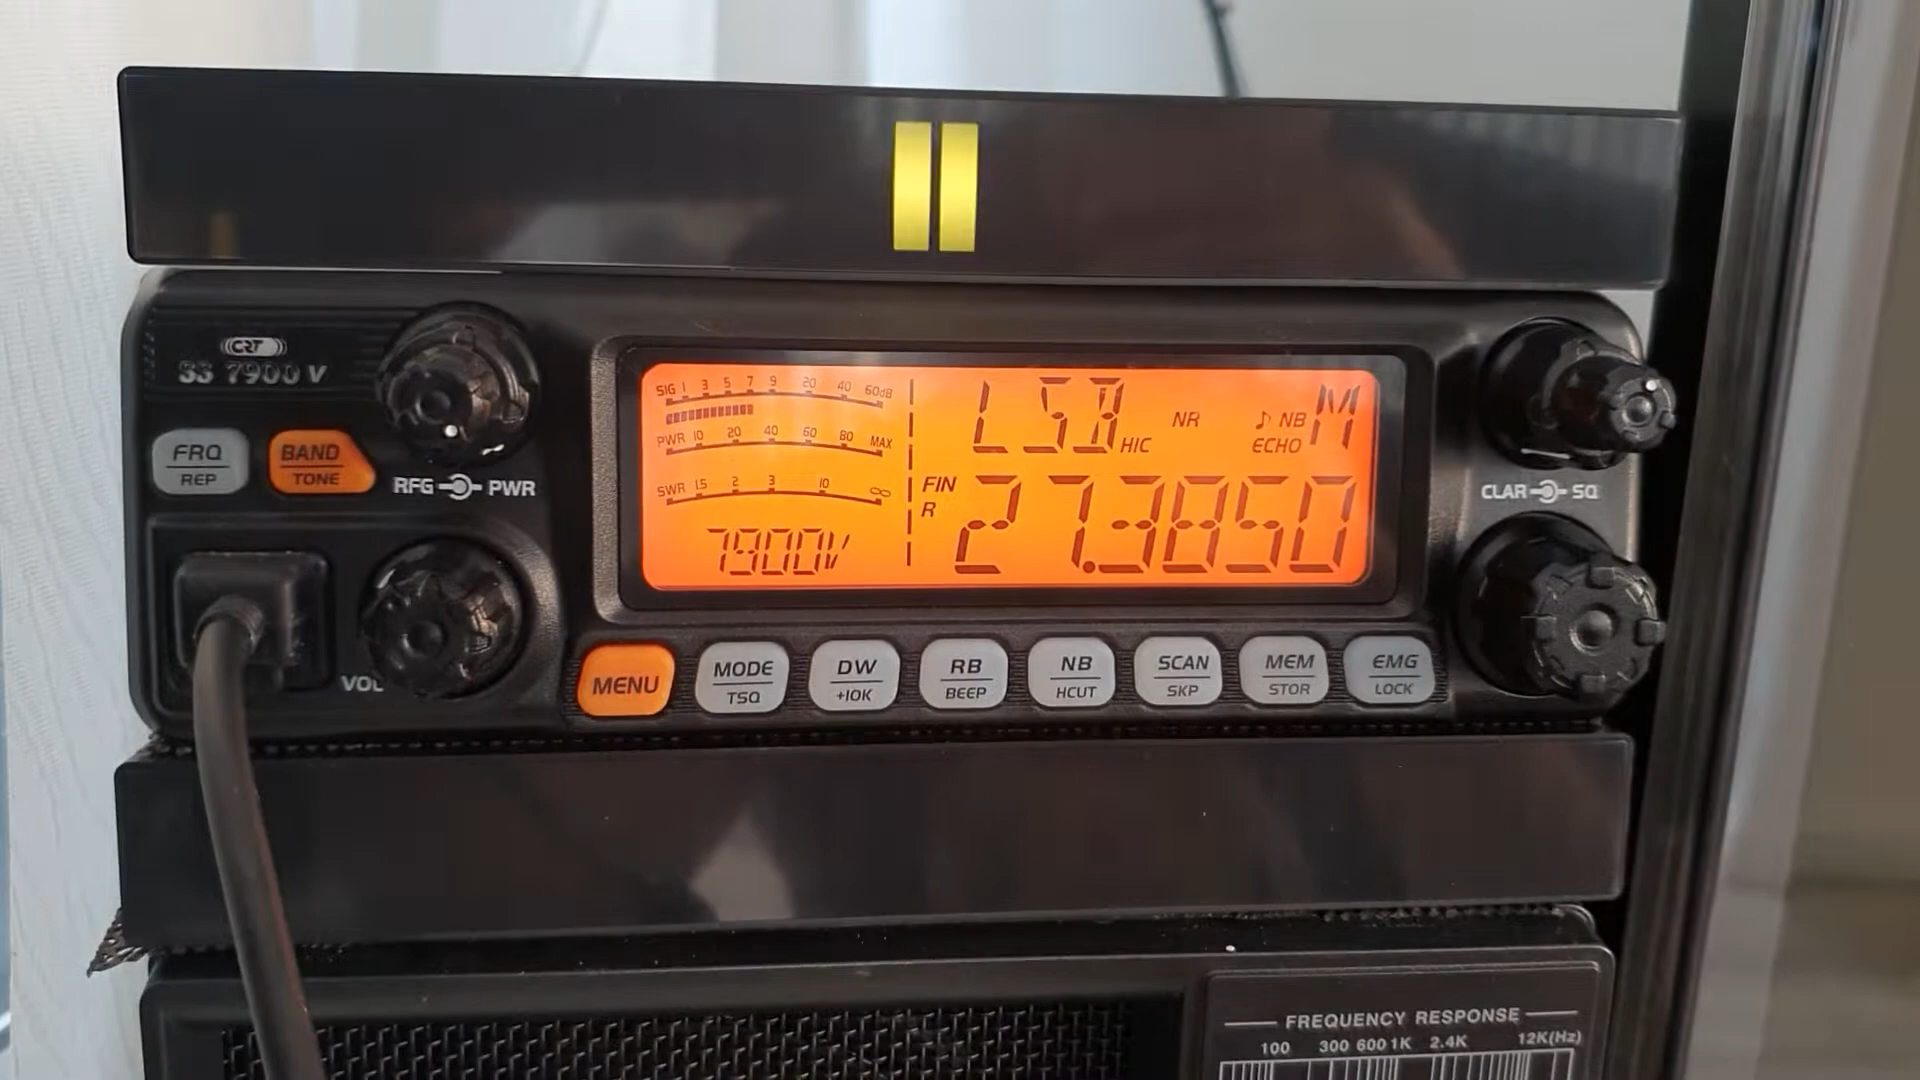 CRT
SS 7900 V
FRQ
REP
BAND
TONE
RFG PWR
VOL
SIG 1 3 5 7 9 20 40 60dB
PWR 10 20 40 60 80 MAX
SWR 1.5 2 3 10 ∞
7900V
LSB HIC NR ♪ NB ECHO M
FIN
R
27.3850
CLAR SQ
MENU
MODE
TSQ
DW
+10K
RB
BEEP
NB
HCUT
SCAN
SKP
MEM
STOR
EMG
LOCK
FREQUENCY RESPONSE
100 300 600 1K 2.4K 12K(Hz)